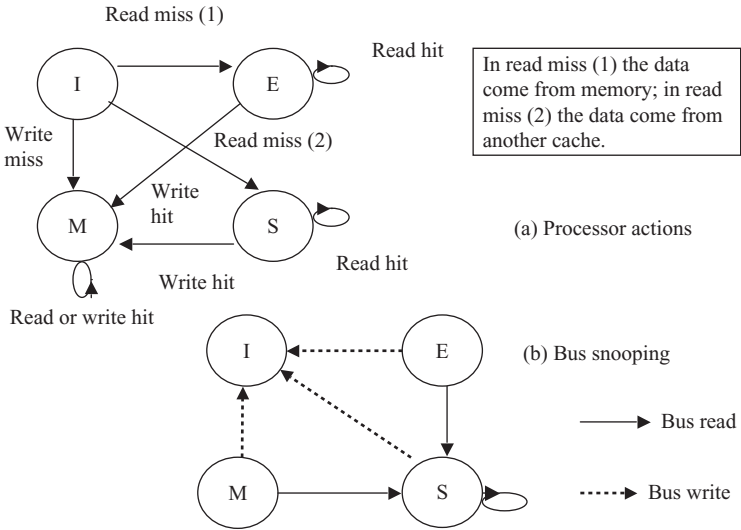 Read miss (1)
I
E
Read hit
In read miss (1) the data
come from memory; in read
miss (2) the data come from
another cache.
Write
miss
Read miss (2)
Write
hit
M
S
(a) Processor actions
Read hit
Write hit
Read or write hit
I
E
(b) Bus snooping
Bus read
M
S
Bus write